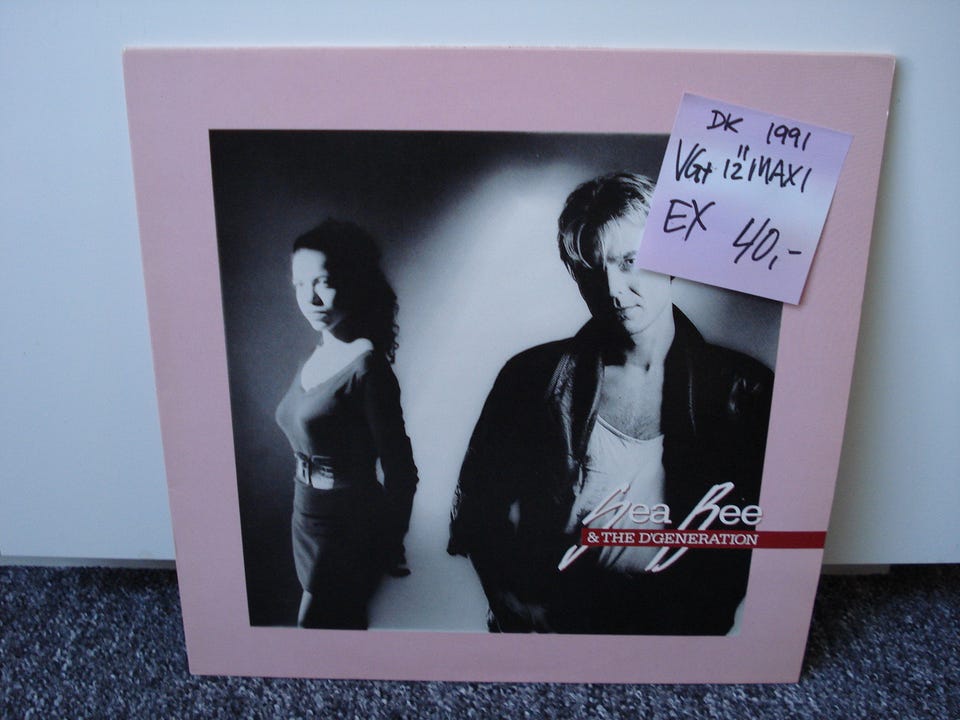 DK 1991
VG+ 12" MAXI
EX 40,-
Sea Bee
& THE D'GENERATION